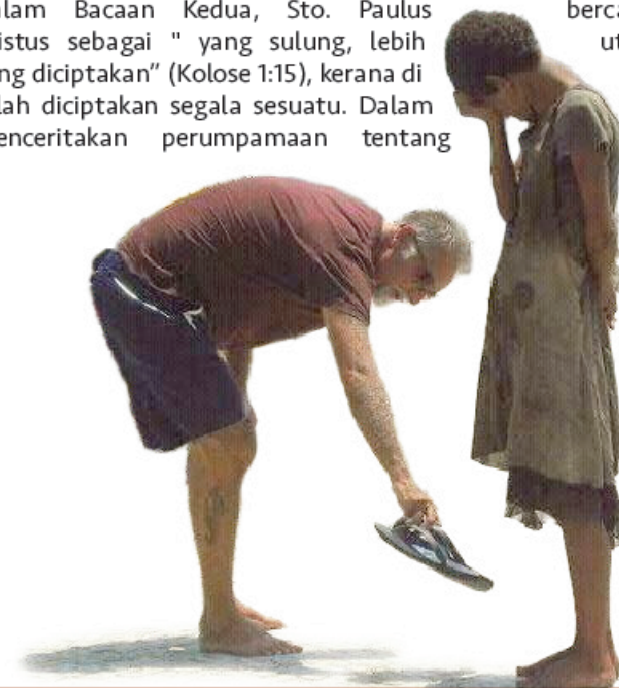 alam Bacaan Kedua, Sto. Paulus
istus sebagai " yang sulung, lebih
ng diciptakan” (Kolose 1:15), kerana di
lah diciptakan segala sesuatu. Dalam
enceritakan perumpamaan tentang
berca
ut